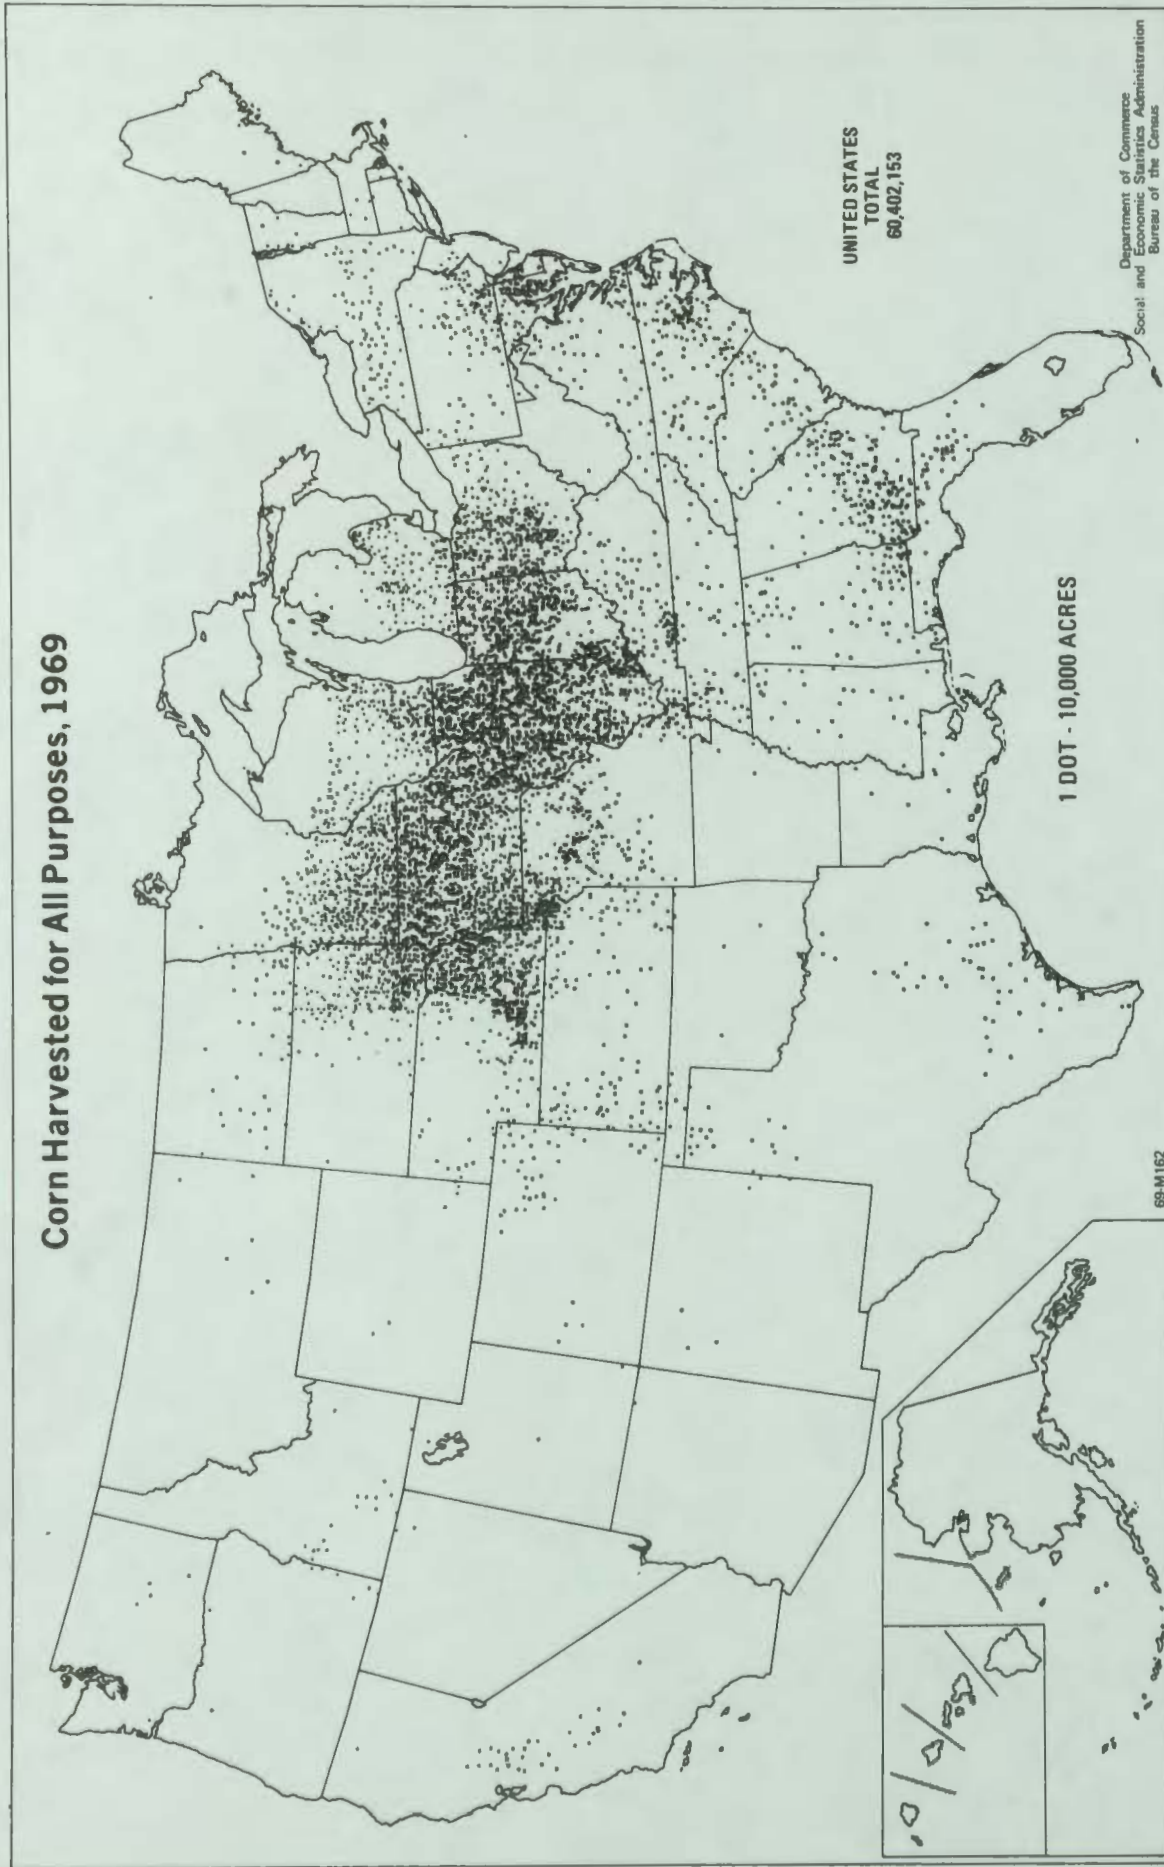 Corn Harvested for All Purposes, 1969
UNITED STATES
TOTAL
60,402,153
1 DOT - 10,000 ACRES
69-M162
Department of Commerce
Social and Economic Statistics Administration
Bureau of the Census